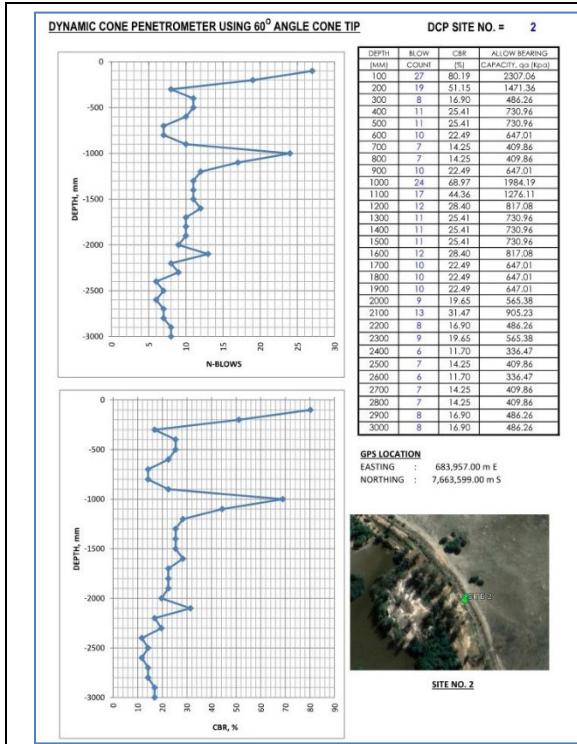 DYNAMIC CONE PENETROMETER USING 60° ANGLE CONE TIP
DCP SITE NO. = 2
0
-500
-1000
-1500
-2000
-2500
-3000
DEPTH, mm
0 5 10 15 20 25 30
N-BLOWS
0
-500
-1000
-1500
-2000
-2500
-3000
DEPTH, mm
0 10 20 30 40 50 60 70 80 90
CBR, %
DEPTH BLOW CBR ALLOW BEARING
(MM) COUNT (%) CAPACITY, qa (Kpa)
100 27 80.19 2307.06
200 19 51.15 1471.36
300 8 16.90 486.26
400 11 25.41 730.96
500 11 25.41 730.96
600 10 22.49 647.01
700 7 14.25 409.86
800 7 14.25 409.86
900 10 22.49 647.01
1000 24 68.97 1984.19
1100 17 44.36 1276.11
1200 12 28.40 817.08
1300 11 25.41 730.96
1400 11 25.41 730.96
1500 11 25.41 730.96
1600 12 28.40 817.08
1700 10 22.49 647.01
1800 10 22.49 647.01
1900 10 22.49 647.01
2000 9 19.65 565.38
2100 13 31.47 905.23
2200 8 16.90 486.26
2300 9 19.65 565.38
2400 6 11.70 336.47
2500 7 14.25 409.86
2600 6 11.70 336.47
2700 7 14.25 409.86
2800 7 14.25 409.86
2900 8 16.90 486.26
3000 8 16.90 486.26
GPS LOCATION
EASTING : 683,957.00 m E
NORTHING : 7,663,599.00 m S
SITE 2
SITE NO. 2